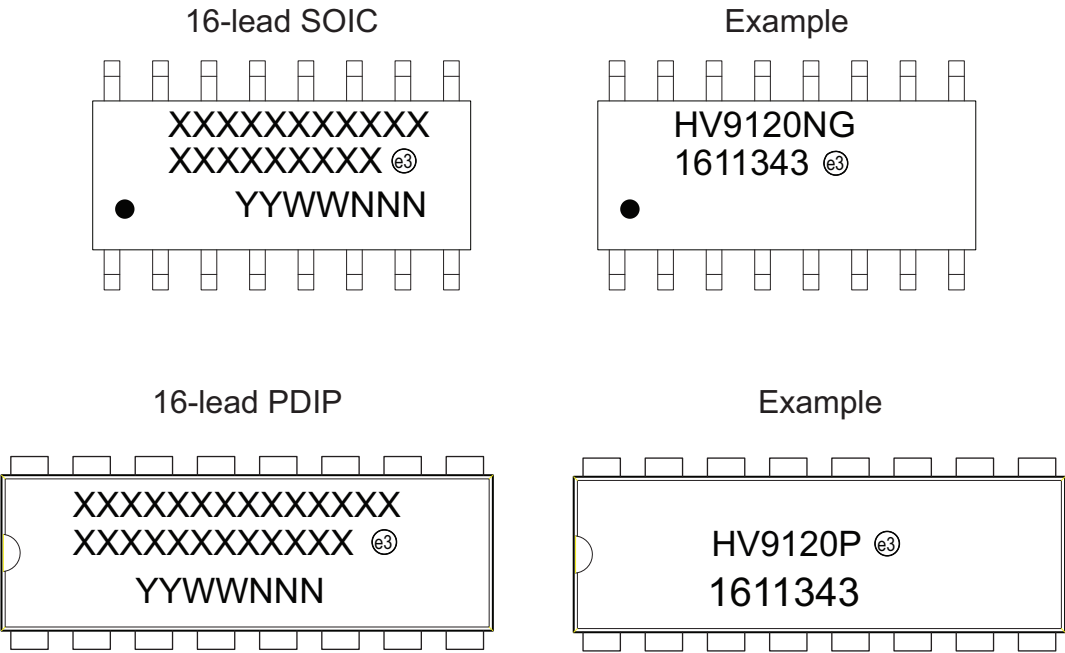 16-lead SOIC
Example
XXXXXXXXXXX
XXXXXXXXX e3
YYWWNNN
HV9120NG
1611343 e3
16-lead PDIP
Example
XXXXXXXXXXXXXX
XXXXXXXXXXXX e3
YYWWNNN
HV9120P e3
1611343